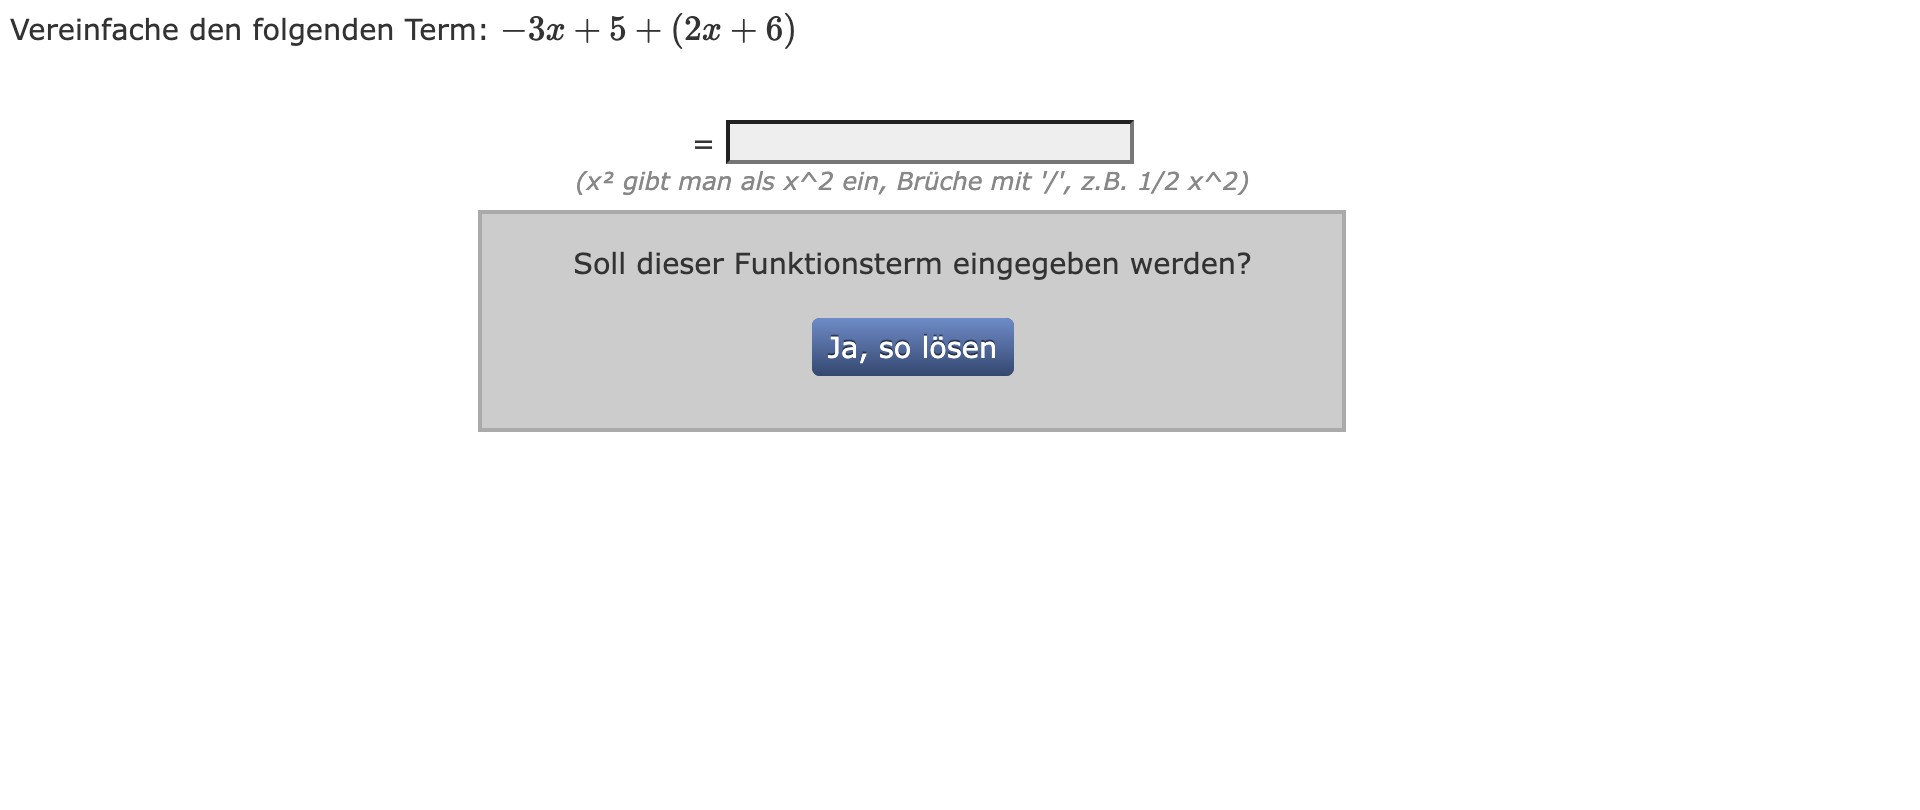 Vereinfache den folgenden Term: −3x + 5 + (2x + 6)
=
(x² gibt man als x^2 ein, Brüche mit '/', z.B. 1/2 x^2)
Soll dieser Funktionsterm eingegeben werden?
Ja, so lösen